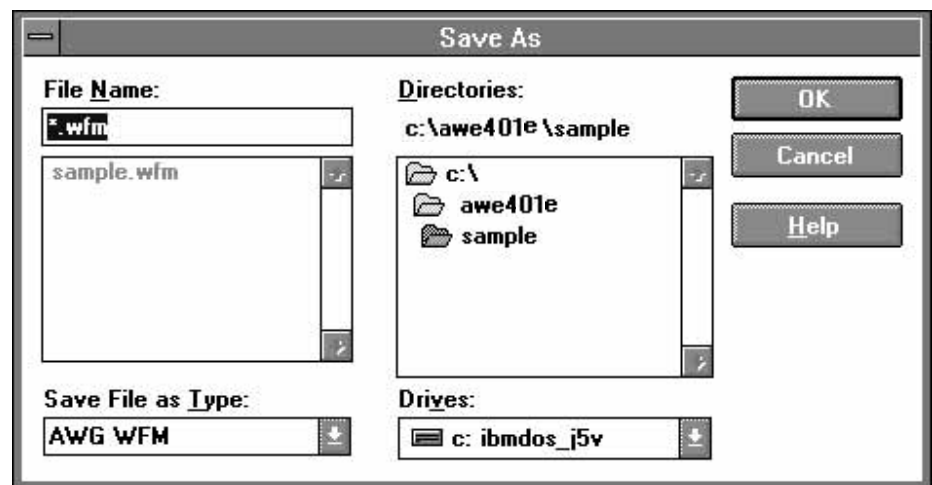 Save As
File Name:
*.wfm
sample.wfm
Save File as Type:
AWG WFM
Directories:
c:\awe401e\sample
c:\
awe401e
sample
Drives:
c: ibmdos_j5v
OK
Cancel
Help